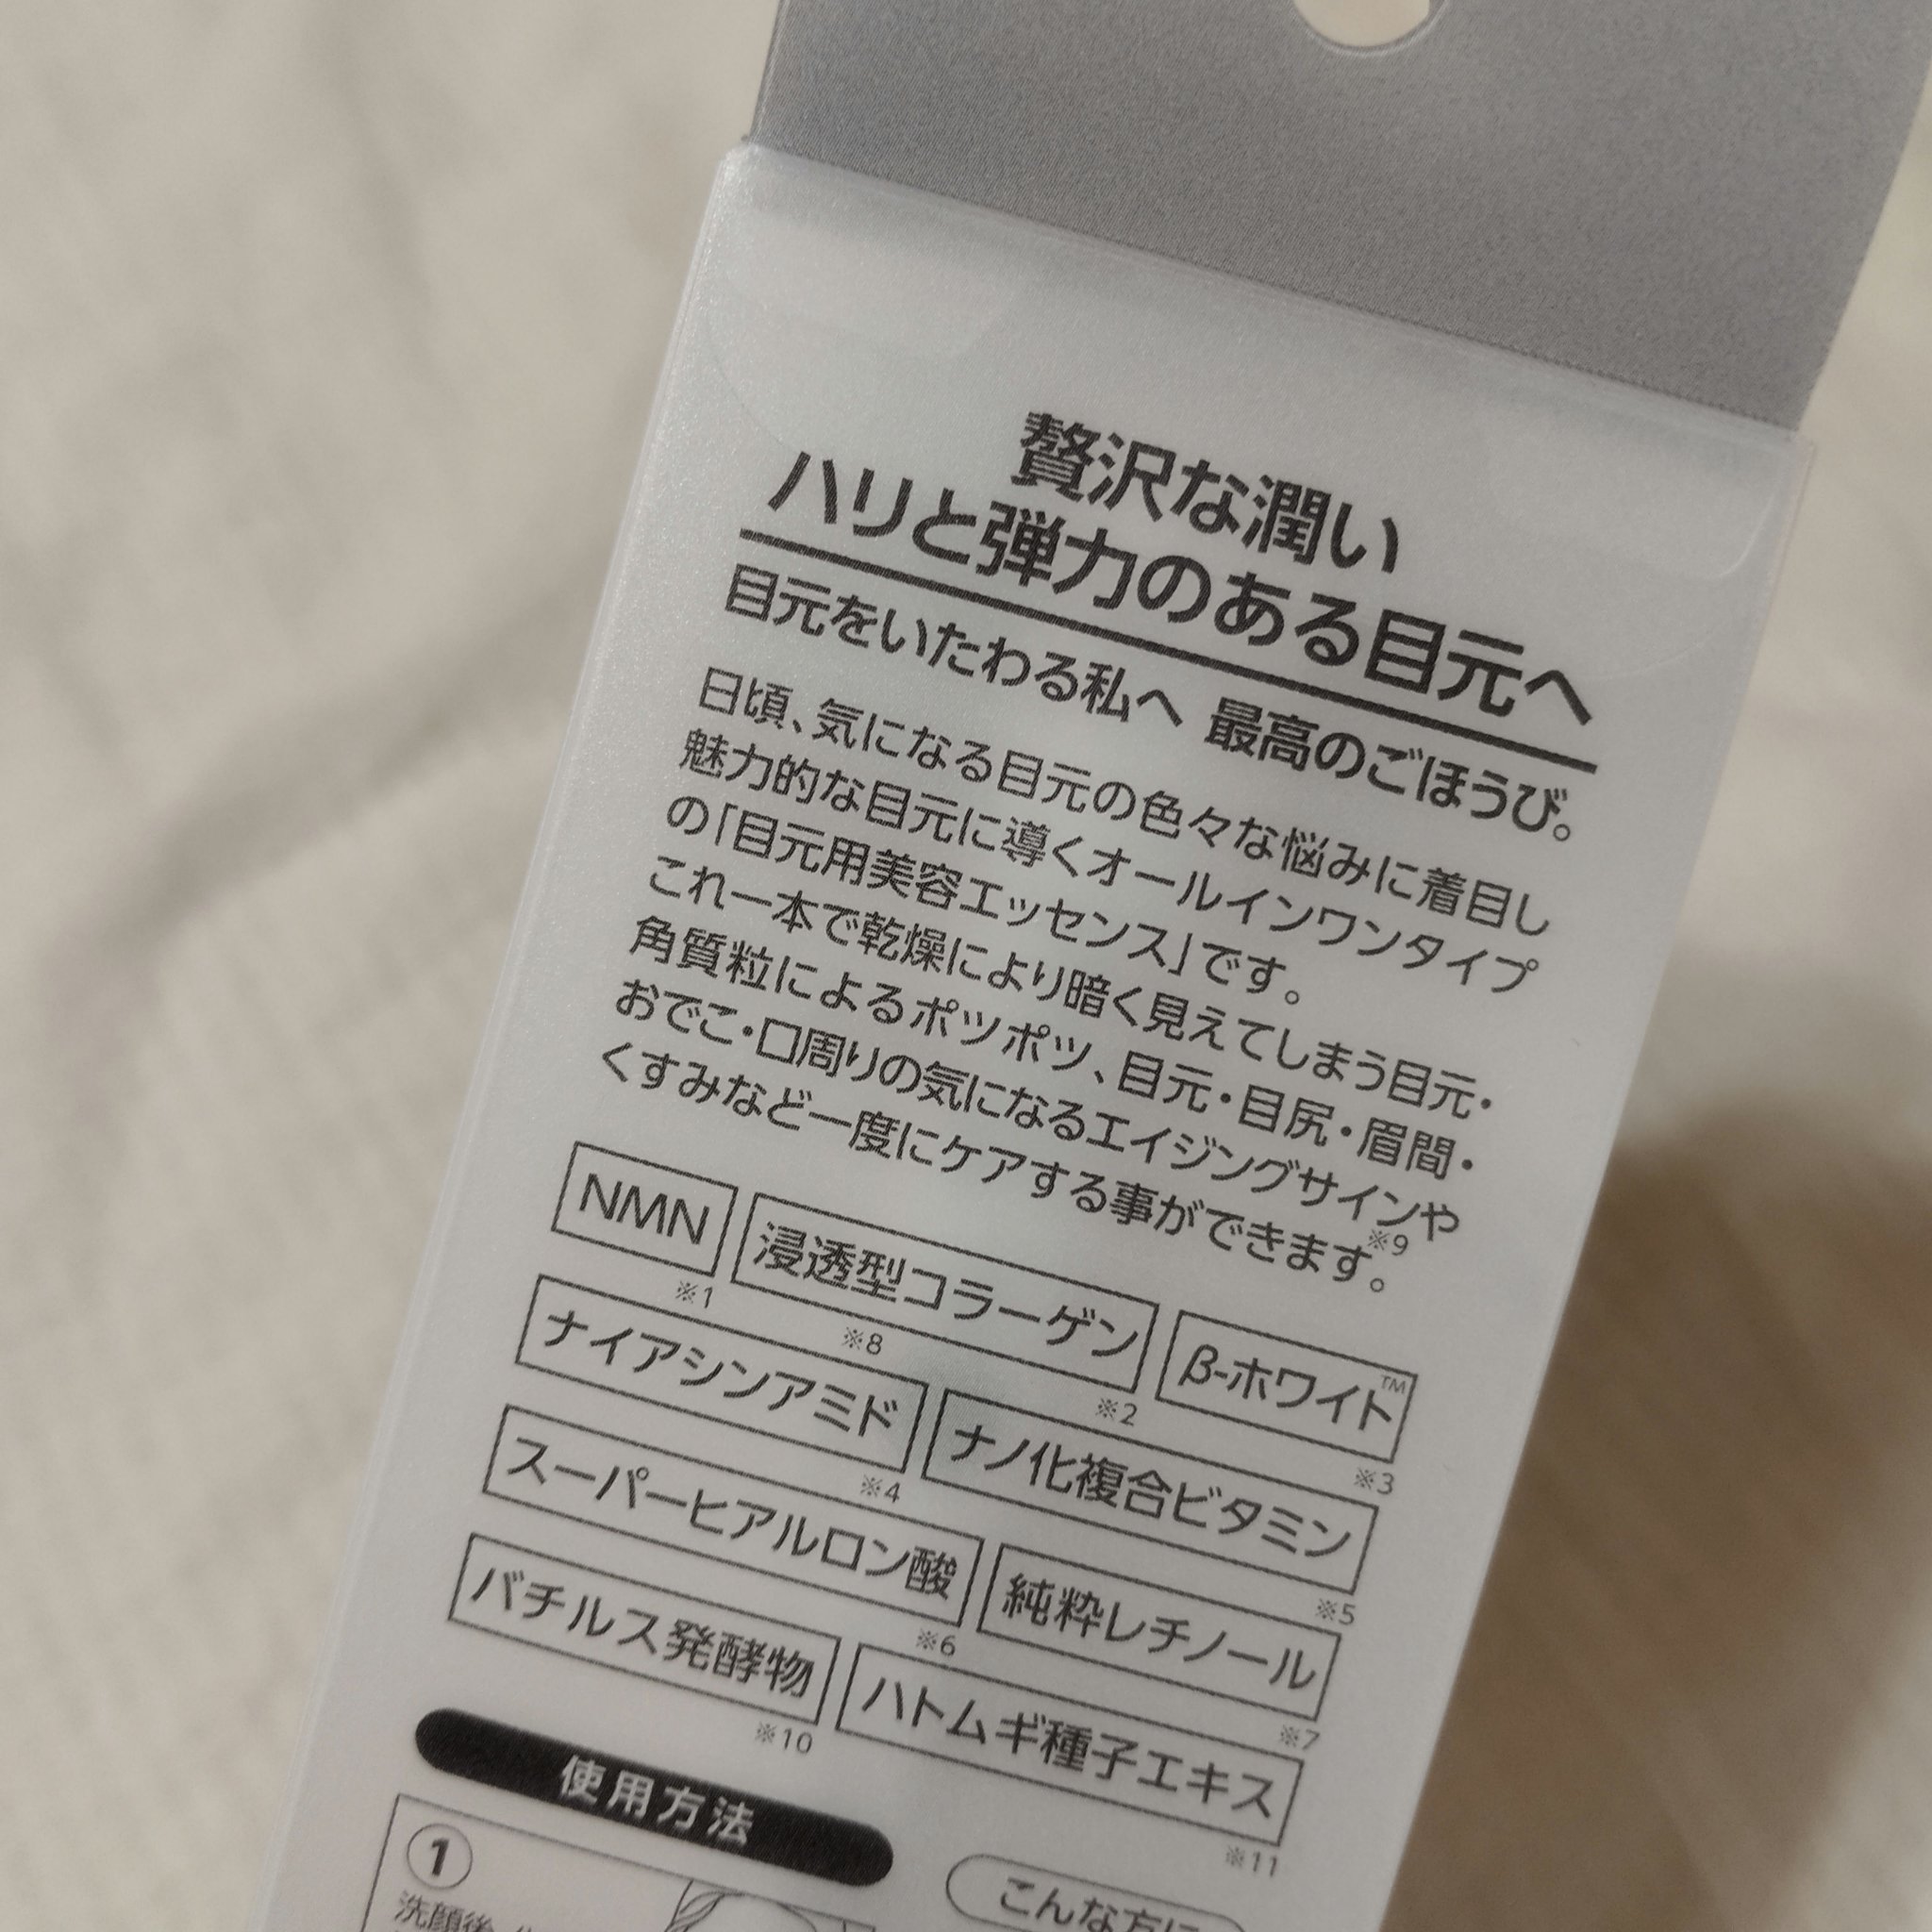 贅沢な潤い
ハリと弾力のある目元へ
目元をいたわる私へ 最高のごほうび。
日頃、気になる目元の色々な悩みに着目し
魅力的な目元に導くオールインワンタイプ
の「目元用美容エッセンス」です。
これ一本で乾燥により暗く見えてしまう目元・
角質粒によるポツポツ、目元・目尻・眉間・
おでこ・口周りの気になるエイジングサインや
※9
くすみなど一度にケアする事ができます。
※8
NMN ※1 浸透型コラーゲン ※2 β-ホワイト™ ※3
ナイアシンアミド ※4 ナノ化複合ビタミン ※5
スーパーヒアルロン酸 ※6 純粋レチノール ※7
バチルス発酵物 ※10 ハトムギ種子エキス ※11
使用方法
1
洗顔後
こんな方に